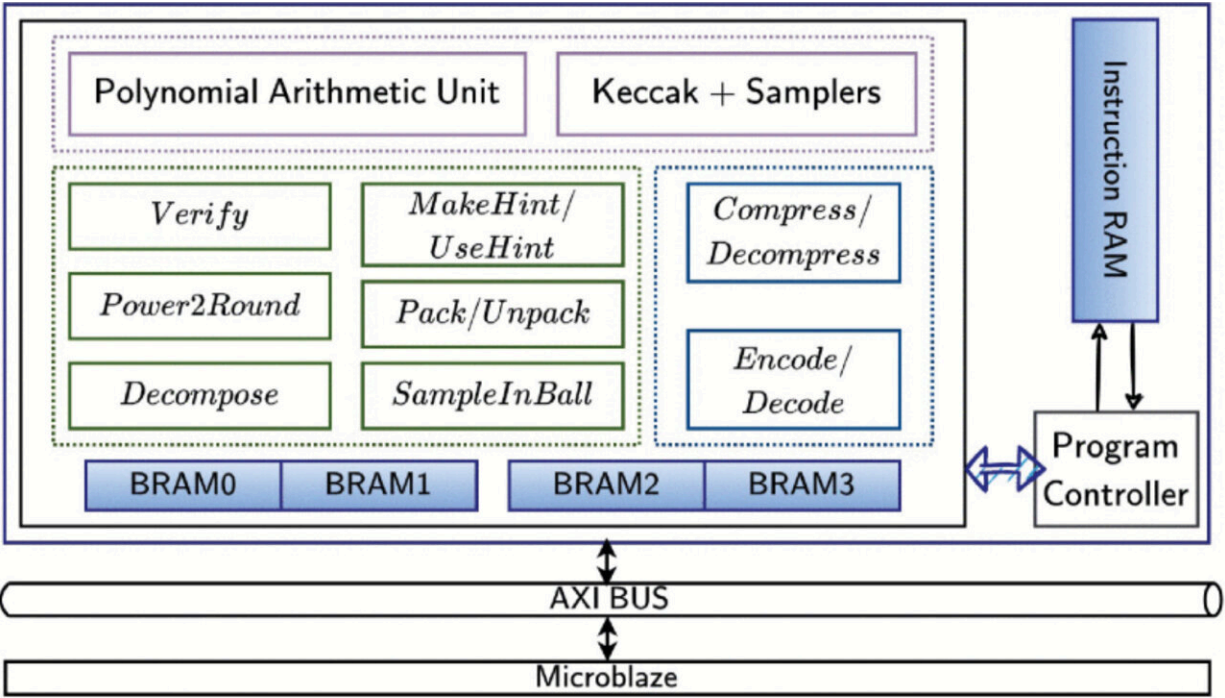 Polynomial Arithmetic Unit
Keccak + Samplers
Verify
MakeHint/
UseHint
Compress/
Decompress
Power2Round
Pack/Unpack
Encode/
Decode
Decompose
SampleInBall
BRAM0
BRAM1
BRAM2
BRAM3
Instruction RAM
Program
Controller
AXI BUS
Microblaze